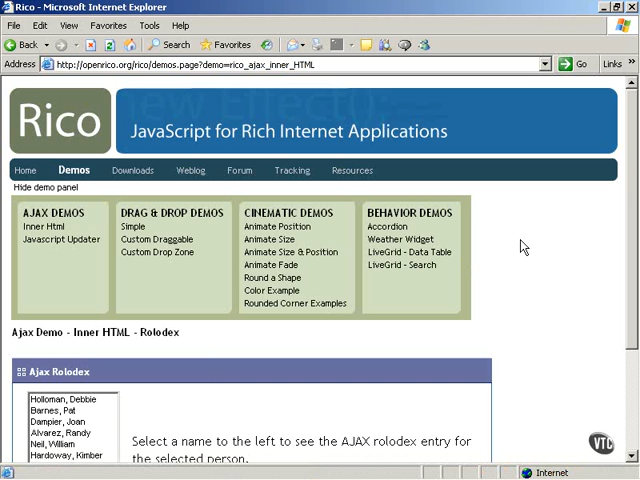 Rico - Microsoft Internet Explorer
File Edit View Favorites Tools Help
Back Search Favorites
Address http://openrico.org/rico/demos.page?demo=rico_ajax_inner_HTML Go Links »
Rico
new Effect();
JavaScript for Rich Internet Applications
Home Demos Downloads Weblog Forum Tracking Resources
Hide demo panel
AJAX DEMOS
Inner Html
Javascript Updater
DRAG & DROP DEMOS
Simple
Custom Draggable
Custom Drop Zone
CINEMATIC DEMOS
Animate Position
Animate Size
Animate Size & Position
Animate Fade
Round a Shape
Color Example
Rounded Corner Examples
BEHAVIOR DEMOS
Accordion
Weather Widget
LiveGrid - Data Table
LiveGrid - Search
Ajax Demo - Inner HTML - Rolodex
Ajax Rolodex
Holloman, Debbie
Barnes, Pat
Dampier, Joan
Alvarez, Randy
Neil, William
Hardoway, Kimber
Select a name to the left to see the AJAX rolodex entry for
the selected person.
VTC
Internet